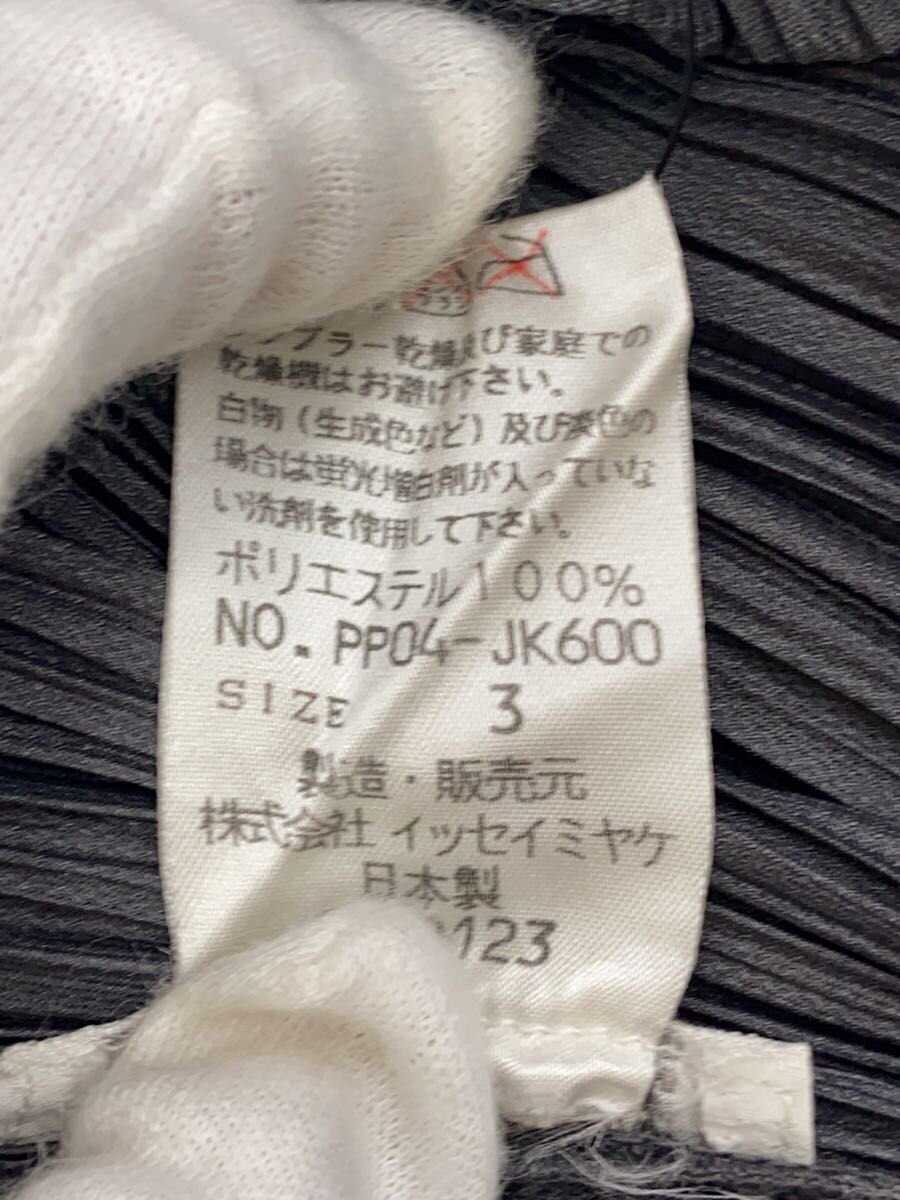 タンブラー乾燥及び家庭での
乾燥機はお避け下さい。
白物(生成色など)及び淡色の
場合は蛍光増白剤が入っていな
い洗剤を使用して下さい。
ポリエステル100%
NO. PP04-JK600
SIZE 3
製造・販売元
株式会社イッセイミヤケ
日本製
123